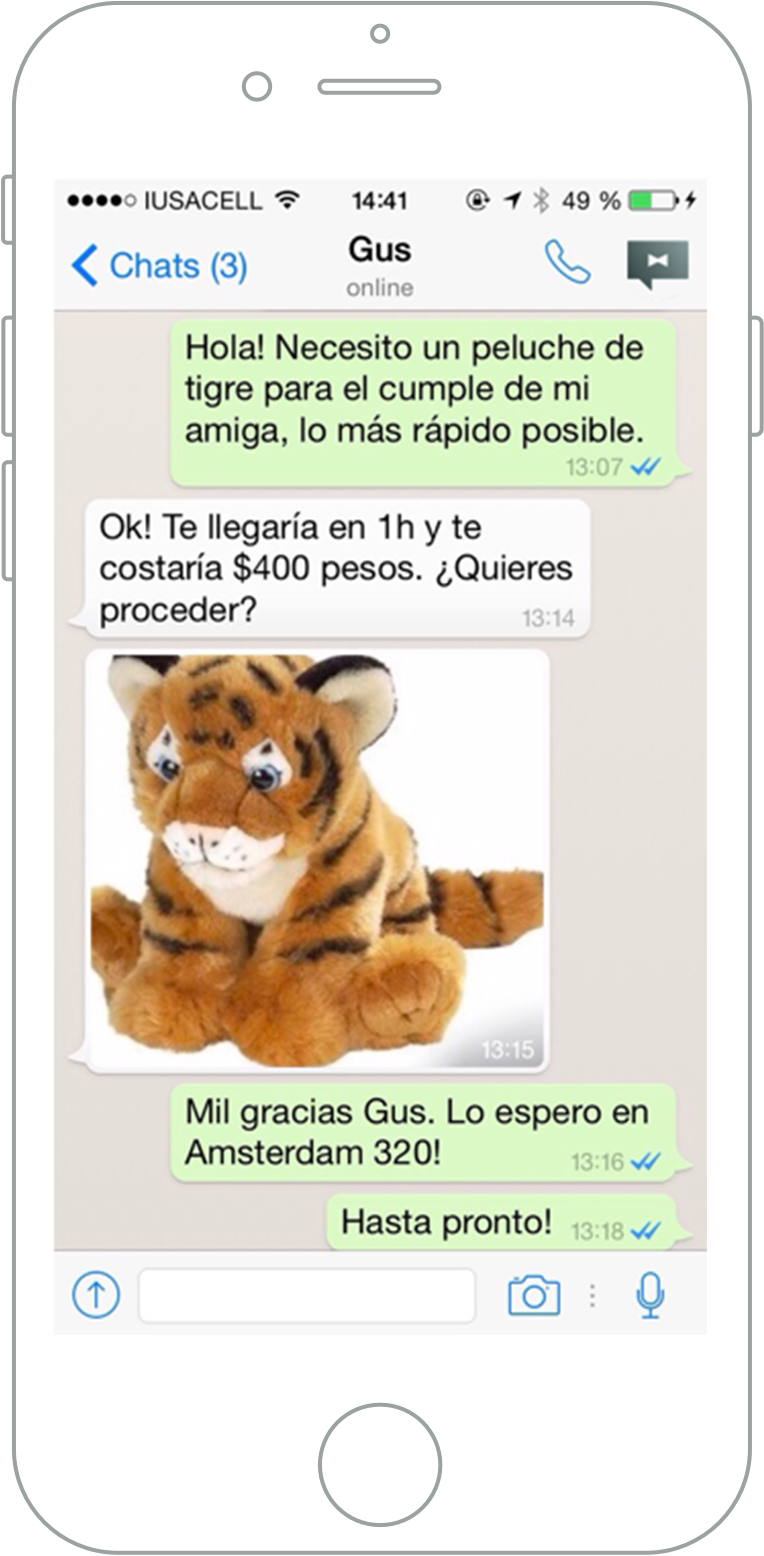 ●●●●○ IUSACELL 14:41 49 %
Chats (3) Gus
online
Hola! Necesito un peluche de
tigre para el cumple de mi
amiga, lo más rápido posible.
13:07
Ok! Te llegaría en 1h y te
costaría $400 pesos. ¿Quieres
proceder? 13:14
13:15
Mil gracias Gus. Lo espero en
Amsterdam 320! 13:16
Hasta pronto! 13:18